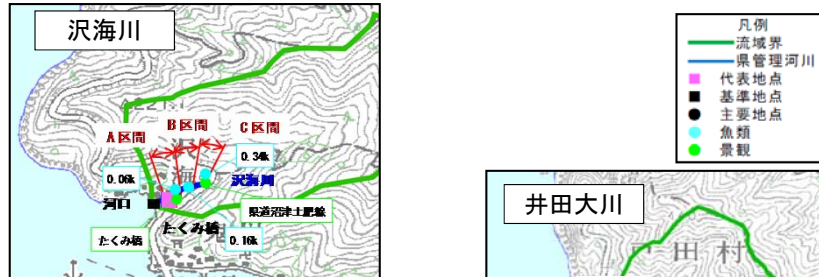 沢海川
A区間
B区間
C区間
0.34k
0.06k
沢海川
河口
県道沼津土肥線
たくみ橋
たくみ橋
0.16k
凡例
流域界
県管理河川
代表地点
基準地点
主要地点
魚類
景観
井田大川
戸田村